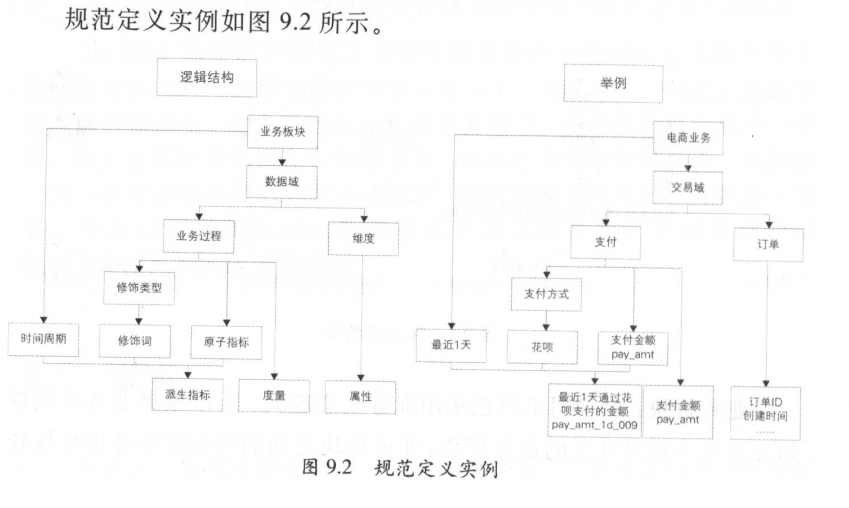 规范定义实例如图 9.2 所示。
逻辑结构
业务板块
数据域
业务过程
维度
修饰类型
时间周期
修饰词
原子指标
派生指标
度量
属性
举例
电商业务
交易域
支付
订单
支付方式
最近1天
花呗
支付金额
pay_amt
最近1天通过花
呗支付的金额
pay_amt_1d_009
支付金额
pay_amt
订单ID
创建时间
……
图 9.2 规范定义实例